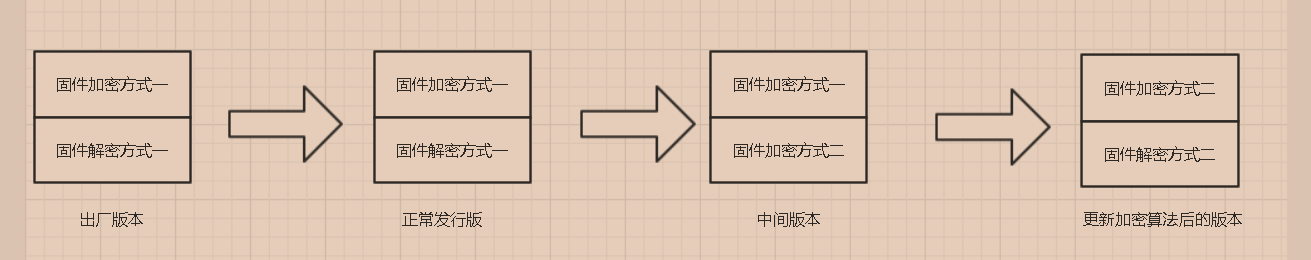 固件加密方式一
固件解密方式一
出厂版本
固件加密方式一
固件解密方式一
正常发行版
固件加密方式一
固件加密方式二
中间版本
固件加密方式二
固件解密方式二
更新加密算法后的版本